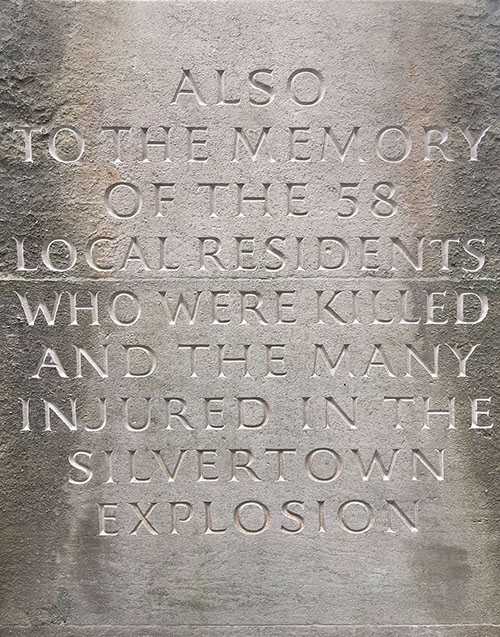 ALSO
TO THE MEMORY
OF THE 58
LOCAL RESIDENTS
WHO WERE KILLED
AND THE MANY
INJURED IN THE
SILVERTOWN
EXPLOSION